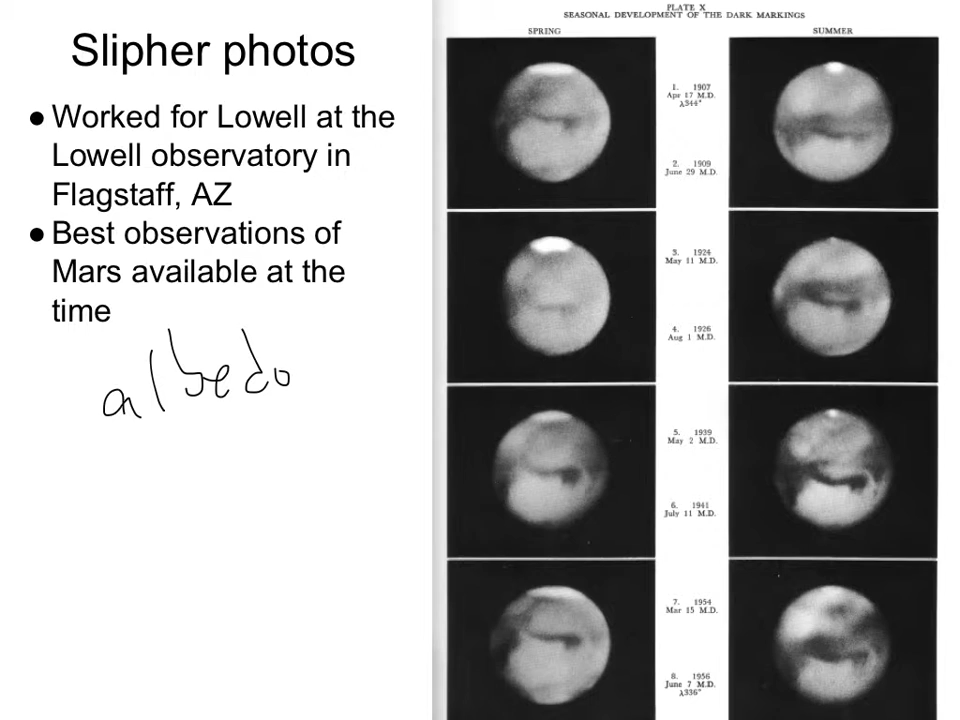 Slipher photos
● Worked for Lowell at the
Lowell observatory in
Flagstaff, AZ
● Best observations of
Mars available at the
time
albedo
PLATE X
SEASONAL DEVELOPMENT OF THE DARK MARKINGS
SPRING
SUMMER
1. 1907
Apr 17 M.D.
λ344°
2. 1909
June 29 M.D.
3. 1924
May 11 M.D.
4. 1926
Aug 1 M.D.
5. 1939
May 2 M.D.
6. 1941
July 11 M.D.
7. 1954
Mar 15 M.D.
8. 1956
June 7 M.D.
λ336°